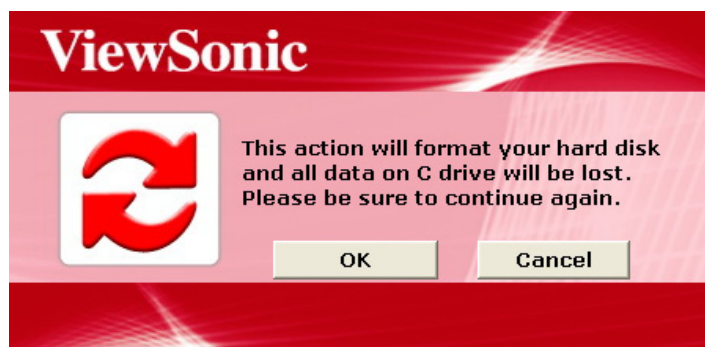 ViewSonic
This action will format your hard disk
and all data on C drive will be lost.
Please be sure to continue again.
OK Cancel